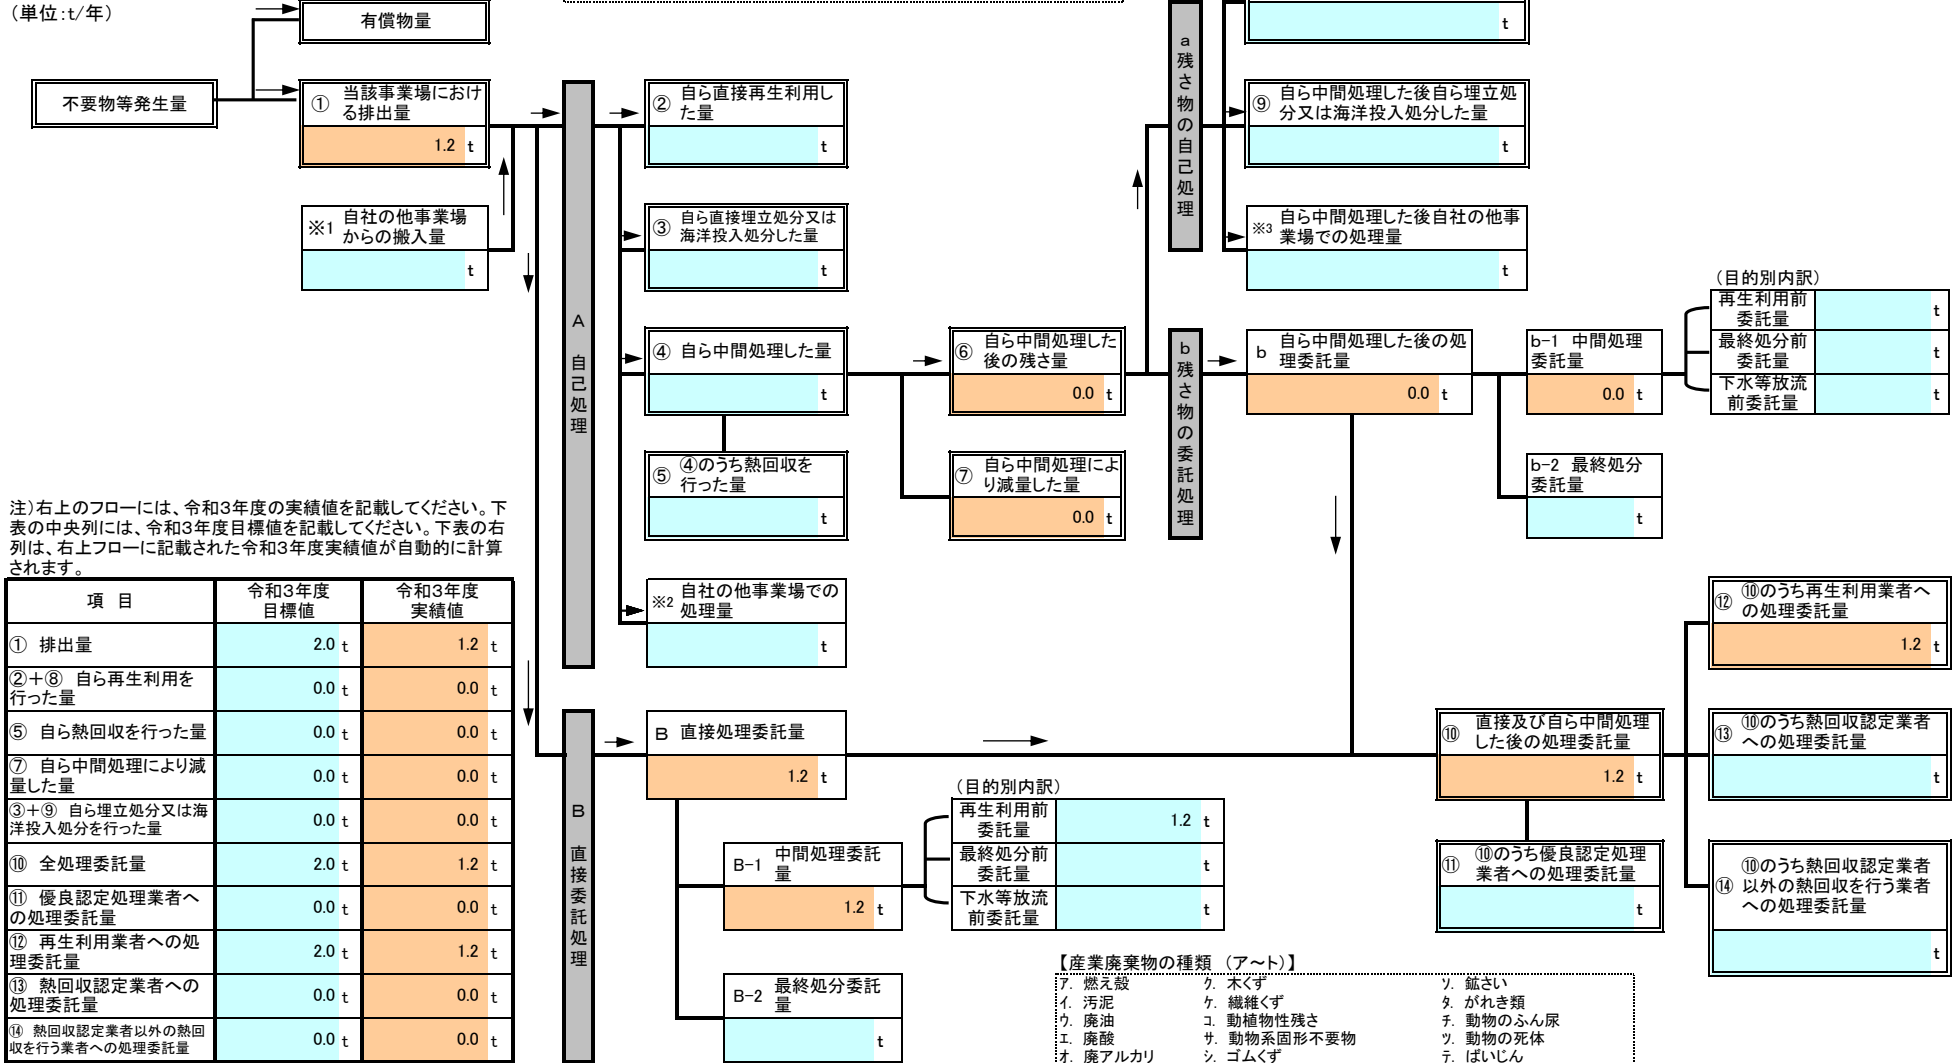 （単位：t/年）
有償物量
不要物等発生量
① 当該事業場におけ
る排出量
1.2 t
※1 自社の他事業場
からの搬入量
t
A 自己処理
② 自ら直接再生利用し
た量
t
③ 自ら直接埋立処分又は
海洋投入処分した量
t
④ 自ら中間処理した量
t
⑤ ④のうち熱回収を
行った量
t
※2 自社の他事業場での
処理量
t
⑥ 自ら中間処理した
後の残さ量
0.0 t
⑦ 自ら中間処理によ
り減量した量
0.0 t
a 残さ物の自己処理
t
⑨ 自ら中間処理した後自ら埋立処
分又は海洋投入処分した量
t
※3 自ら中間処理した後自社の他事
業場での処理量
t
b 残さ物の委託処理
b 自ら中間処理した後の処
理委託量
0.0 t
b-1 中間処理
委託量
0.0 t
（目的別内訳）
再生利用前
委託量
t
最終処分前
委託量
t
下水等放流
前委託量
t
b-2 最終処分
委託量
t
注）右上のフローには、令和３年度の実績値を記載してください。下
表の中央列には、令和３年度目標値を記載してください。下表の右
列は、右上フローに記載された令和３年度実績値が自動的に計算
されます。
項 目
令和３年度
目標値
令和３年度
実績値
① 排出量 2.0 t 1.2 t
②＋⑧ 自ら再生利用を
行った量
0.0 t 0.0 t
⑤ 自ら熱回収を行った量 0.0 t 0.0 t
⑦ 自ら中間処理により減
量した量
0.0 t 0.0 t
③＋⑨ 自ら埋立処分又は海
洋投入処分を行った量
0.0 t 0.0 t
⑩ 全処理委託量 2.0 t 1.2 t
⑪ 優良認定処理業者へ
の処理委託量
0.0 t 0.0 t
⑫ 再生利用業者への処
理委託量
2.0 t 1.2 t
⑬ 熱回収認定業者への
処理委託量
0.0 t 0.0 t
⑭ 熱回収認定業者以外の熱回
収を行う業者への処理委託量
0.0 t 0.0 t
B 直接委託処理
B 直接処理委託量
1.2 t
B-1 中間処理委託
量
1.2 t
（目的別内訳）
再生利用前
委託量
1.2 t
最終処分前
委託量
t
下水等放流
前委託量
t
B-2 最終処分委託
量
t
⑩ 直接及び自ら中間処理
した後の処理委託量
1.2 t
⑪ ⑩のうち優良認定処理
業者への処理委託量
t
⑫ ⑩のうち再生利用業者へ
の処理委託量
1.2 t
⑬ ⑩のうち熱回収認定業者
への処理委託量
t
⑭ ⑩のうち熱回収認定業者
以外の熱回収を行う業者
への処理委託量
t
【産業廃棄物の種類 （ア～ト）】
ア. 燃え殻 ク. 木くず ソ. 鉱さい
イ. 汚泥 ケ. 繊維くず タ. がれき類
ウ. 廃油 コ. 動植物性残さ チ. 動物のふん尿
エ. 廃酸 サ. 動物系固形不要物 ツ. 動物の死体
オ. 廃アルカリ シ. ゴムくず テ. ばいじん